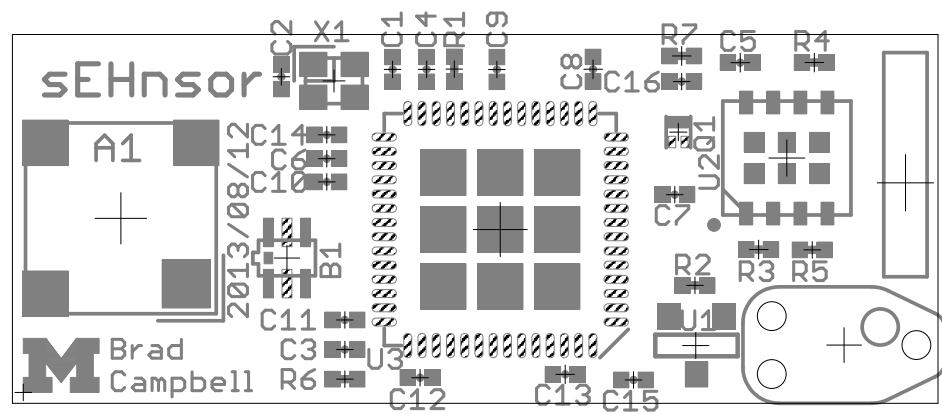 C2
X1
C1
C4
R1
C9
C8
R7
C5
R4
C16
sEHnsor
A1
C14
C6
C10
2013/08/12
B1
Q1
U2
C7
R3
R5
R2
U1
C11
C3
R6
U3
C12
C13
C15
M
Brad
Campbell